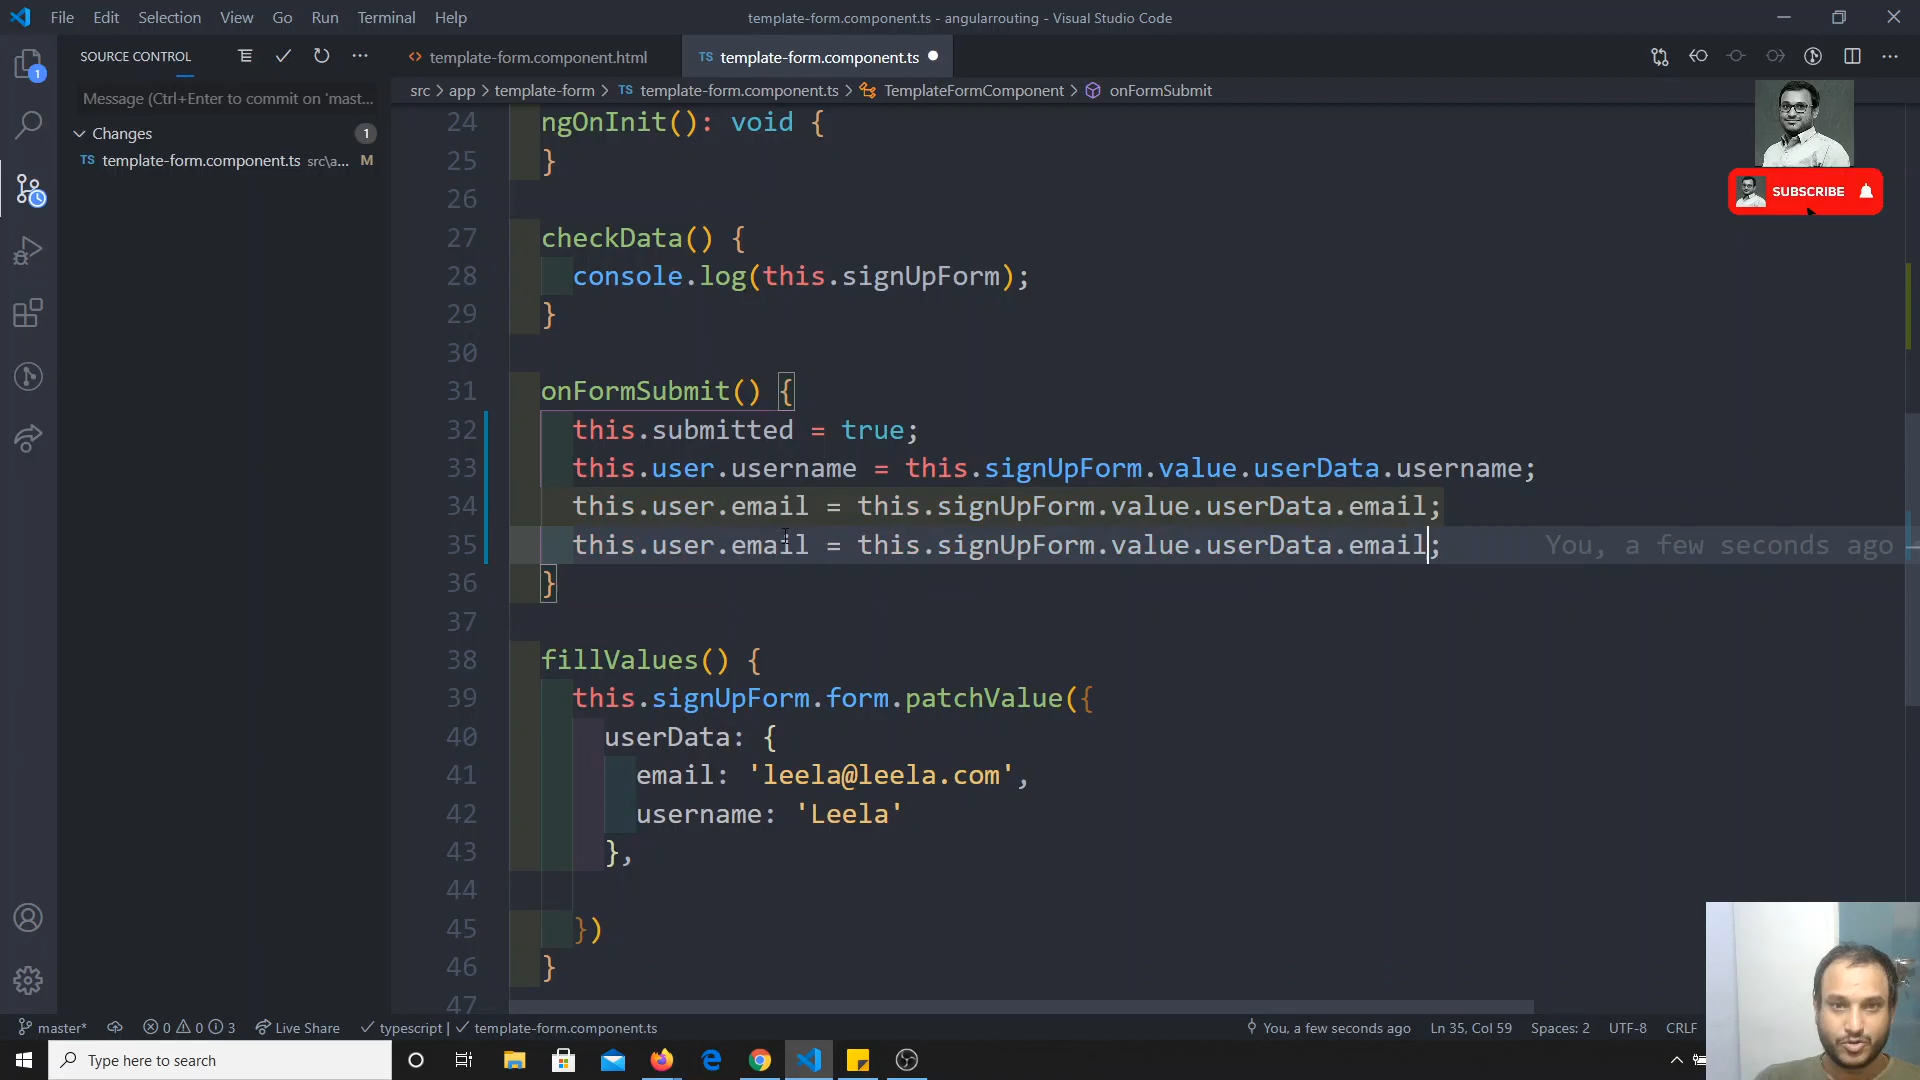 File Edit Selection View Go Run Terminal Help
template-form.component.ts - angularrouting - Visual Studio Code
SOURCE CONTROL
template-form.component.html
TS template-form.component.ts
1
Message (Ctrl+Enter to commit on 'mast...
src > app > template-form > TS template-form.component.ts > TemplateFormComponent > onFormSubmit
Changes 1
TS template-form.component.ts src\a... M
SUBSCRIBE
24 ngOnInit(): void {
25 }
26
27 checkData() {
28 console.log(this.signUpForm);
29 }
30
31 onFormSubmit() {
32 this.submitted = true;
33 this.user.username = this.signUpForm.value.userData.username;
34 this.user.email = this.signUpForm.value.userData.email;
35 this.user.email = this.signUpForm.value.userData.email; You, a few seconds ago
36 }
37
38 fillValues() {
39 this.signUpForm.form.patchValue({
40 userData: {
41 email: 'leela@leela.com',
42 username: 'Leela'
43 },
44
45 })
46 }
47
master* 0 0 3 Live Share typescript | template-form.component.ts You, a few seconds ago Ln 35, Col 59 Spaces: 2 UTF-8 CRLF
Type here to search